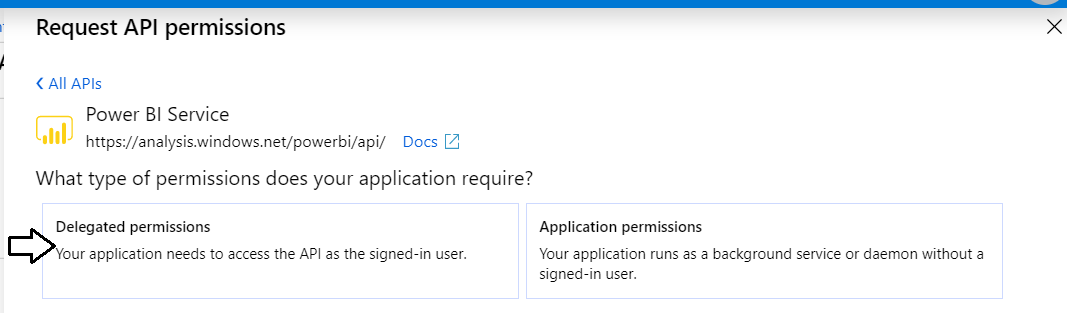 Request API permissions
All APIs
Power BI Service
https://analysis.windows.net/powerbi/api/ Docs
What type of permissions does your application require?
Delegated permissions
Your application needs to access the API as the signed-in user.
Application permissions
Your application runs as a background service or daemon without a
signed-in user.